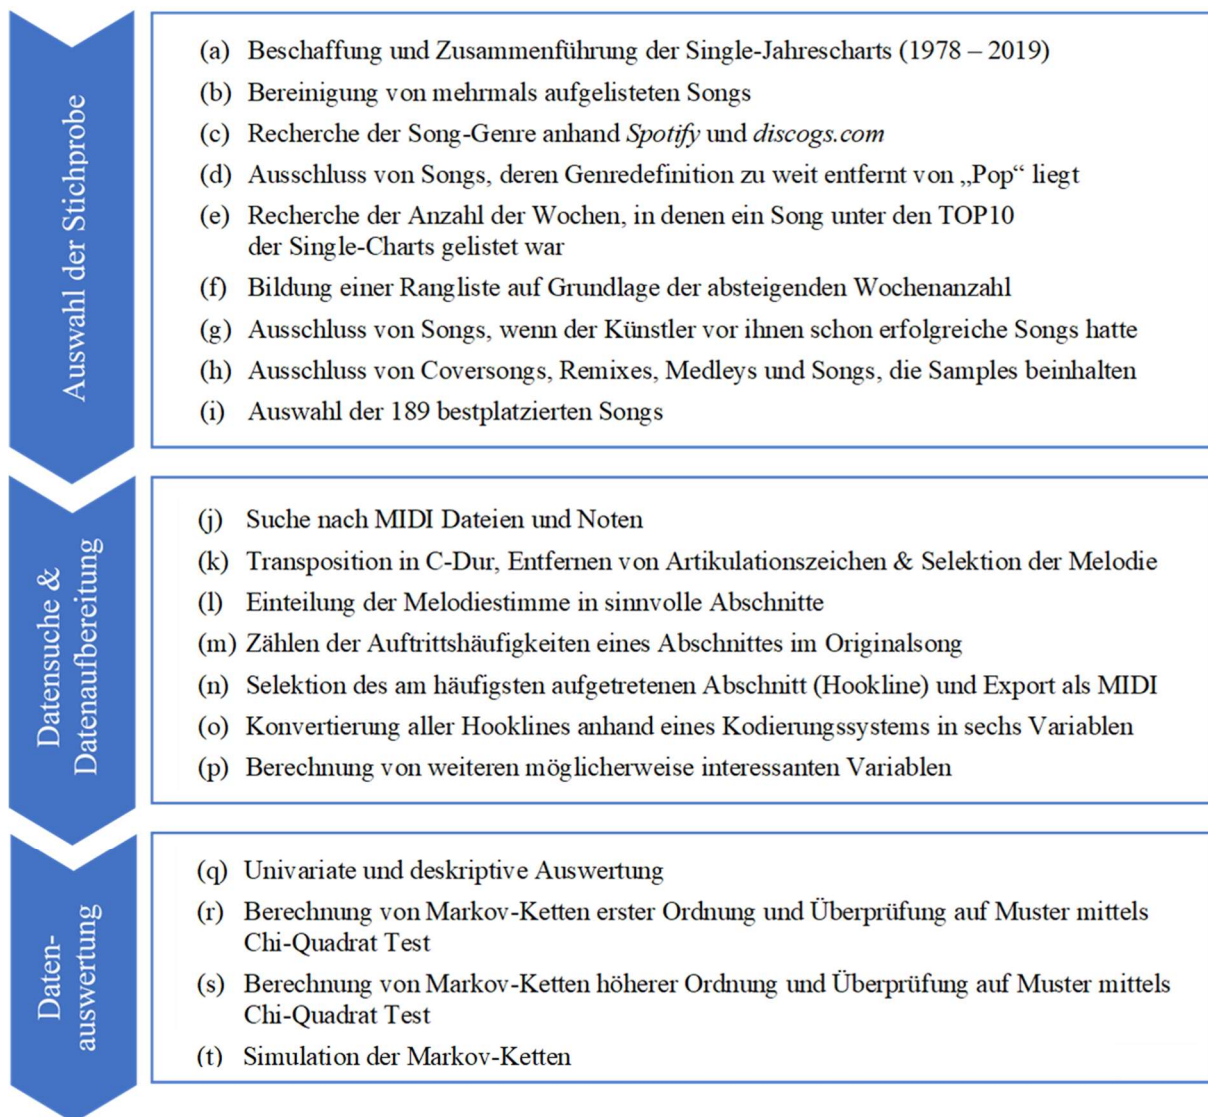 Auswahl der Stichprobe
(a) Beschaffung und Zusammenführung der Single-Jahrescharts (1978 – 2019)
(b) Bereinigung von mehrmals aufgelisteten Songs
(c) Recherche der Song-Genre anhand Spotify und discogs.com
(d) Ausschluss von Songs, deren Genredefinition zu weit entfernt von „Pop“ liegt
(e) Recherche der Anzahl der Wochen, in denen ein Song unter den TOP10
der Single-Charts gelistet war
(f) Bildung einer Rangliste auf Grundlage der absteigenden Wochenanzahl
(g) Ausschluss von Songs, wenn der Künstler vor ihnen schon erfolgreiche Songs hatte
(h) Ausschluss von Coversongs, Remixes, Medleys und Songs, die Samples beinhalten
(i) Auswahl der 189 bestplatzierten Songs
Datensuche &
Datenaufbereitung
(j) Suche nach MIDI Dateien und Noten
(k) Transposition in C-Dur, Entfernen von Artikulationszeichen & Selektion der Melodie
(l) Einteilung der Melodiestimme in sinnvolle Abschnitte
(m) Zählen der Auftrittshäufigkeiten eines Abschnittes im Originalsong
(n) Selektion des am häufigsten aufgetretenen Abschnitt (Hookline) und Export als MIDI
(o) Konvertierung aller Hooklines anhand eines Kodierungssystems in sechs Variablen
(p) Berechnung von weiteren möglicherweise interessanten Variablen
Daten-
auswertung
(q) Univariate und deskriptive Auswertung
(r) Berechnung von Markov-Ketten erster Ordnung und Überprüfung auf Muster mittels
Chi-Quadrat Test
(s) Berechnung von Markov-Ketten höherer Ordnung und Überprüfung auf Muster mittels
Chi-Quadrat Test
(t) Simulation der Markov-Ketten